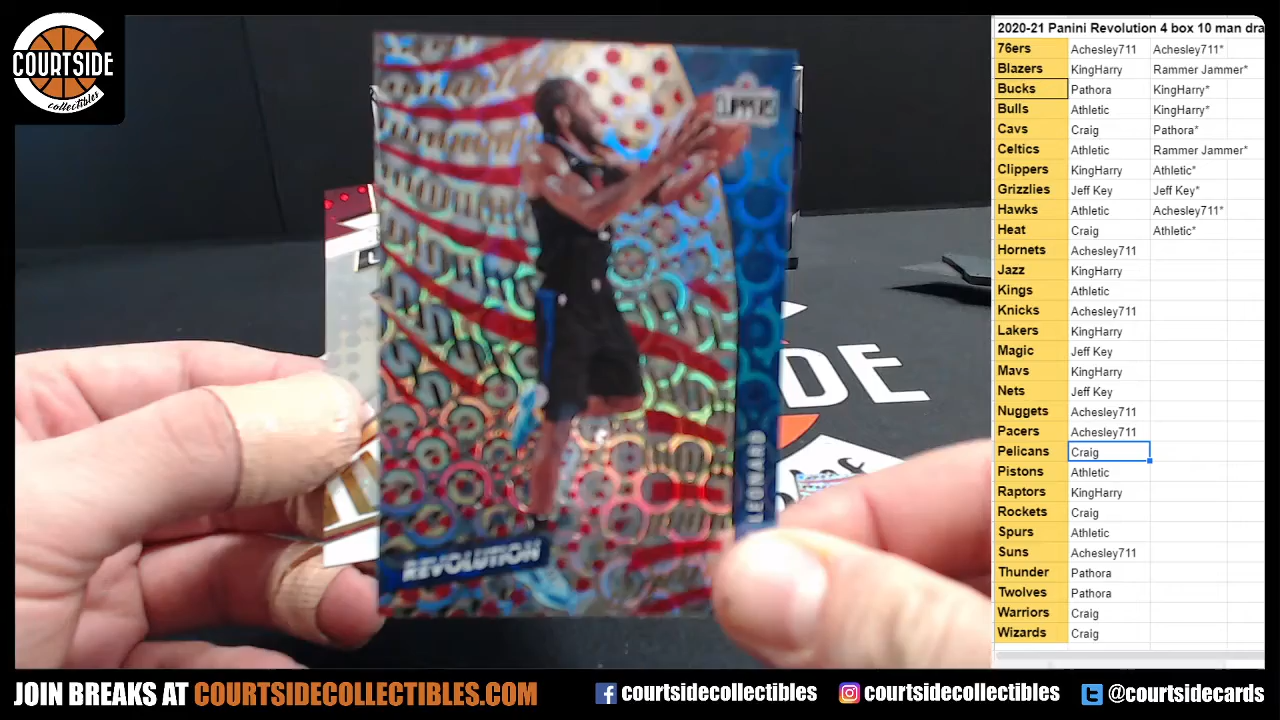 COURTSIDE
collectibles
CLIPPERS
LEONARD
REVOLUTION
DE
2020-21 Panini Revolution 4 box 10 man dra
76ers Achesley711 Achesley711*
Blazers KingHarry Rammer Jammer*
Bucks Pathora KingHarry*
Bulls Athletic KingHarry*
Cavs Craig Pathora*
Celtics Athletic Rammer Jammer*
Clippers KingHarry Athletic*
Grizzlies Jeff Key Jeff Key*
Hawks Athletic Achesley711*
Heat Craig Athletic*
Hornets Achesley711
Jazz KingHarry
Kings Athletic
Knicks Achesley711
Lakers KingHarry
Magic Jeff Key
Mavs KingHarry
Nets Jeff Key
Nuggets Achesley711
Pacers Achesley711
Pelicans Craig
Pistons Athletic
Raptors KingHarry
Rockets Craig
Spurs Athletic
Suns Achesley711
Thunder Pathora
Twolves Pathora
Warriors Craig
Wizards Craig
JOIN BREAKS AT COURTSIDECOLLECTIBLES.COM
courtsidecollectibles
courtsidecollectibles
@courtsidecards